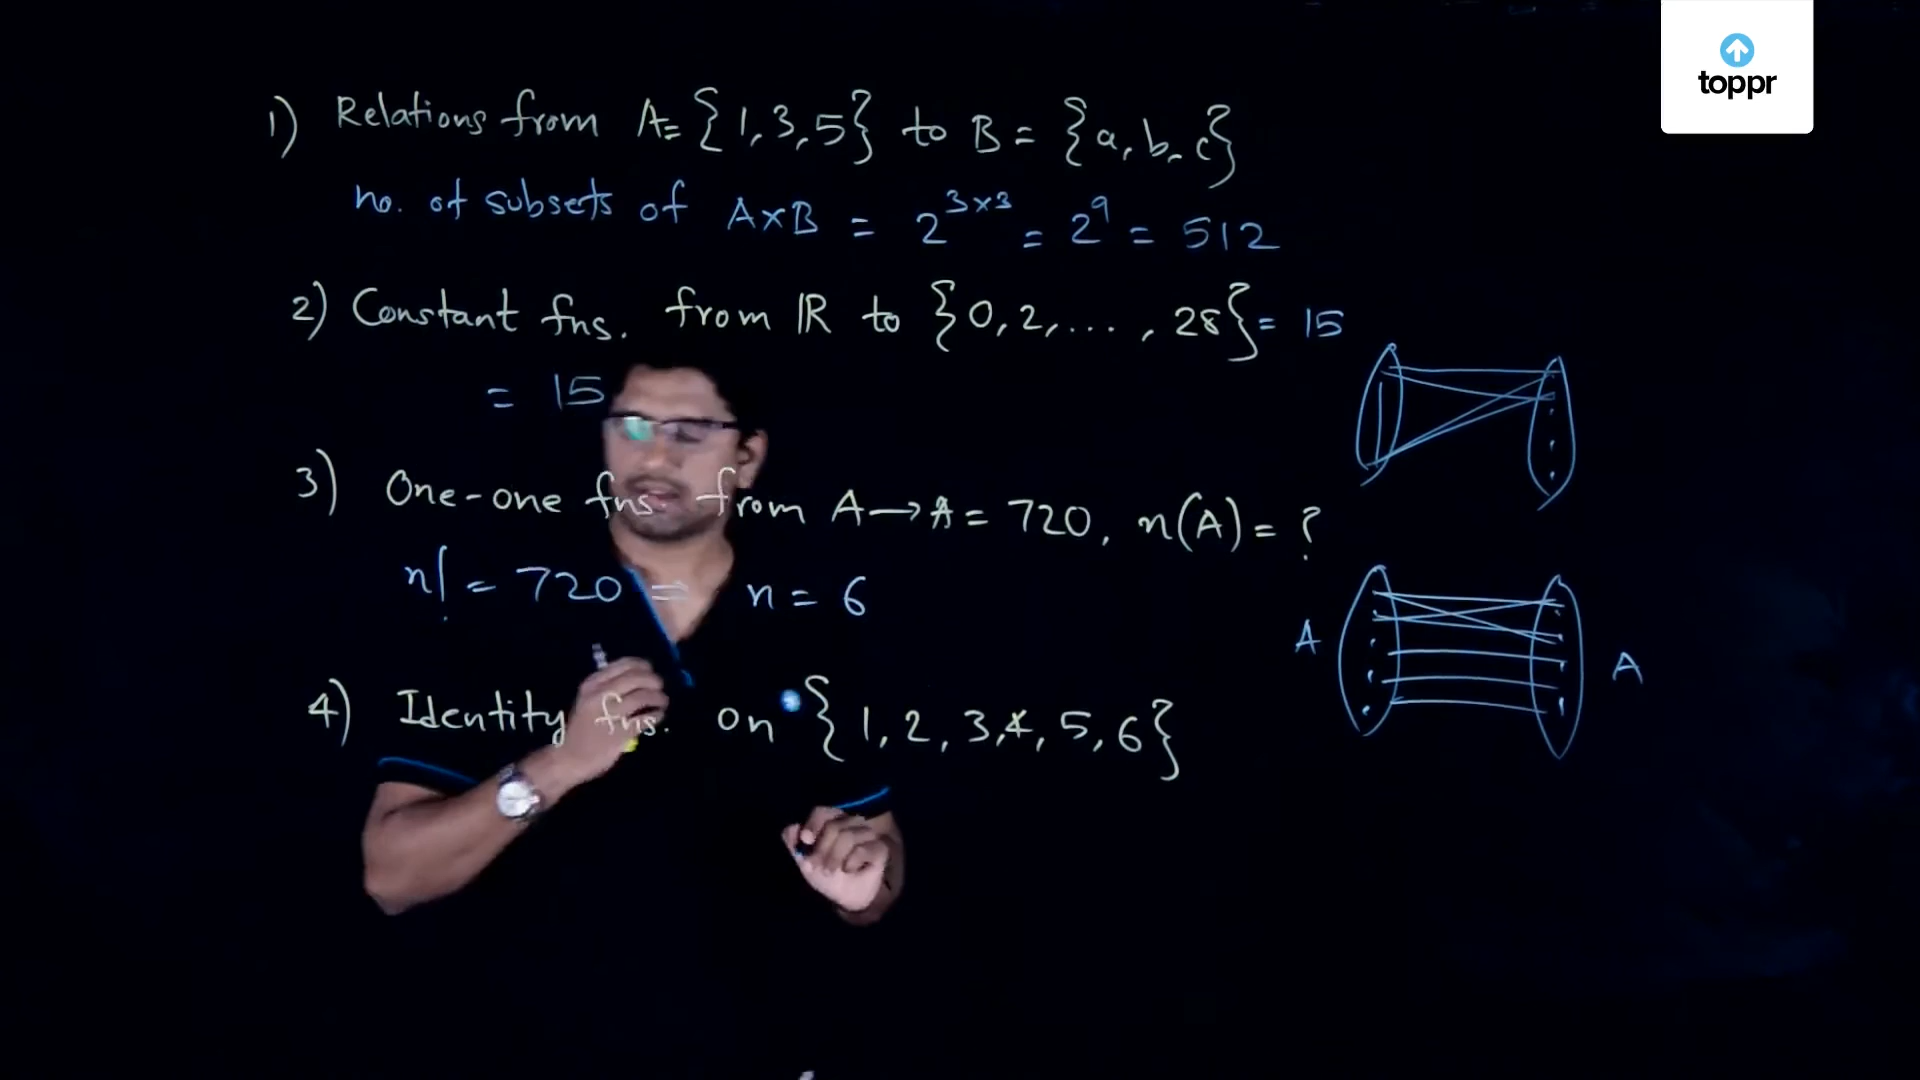 toppr
1) Relations from A= {1,3,5} to B = {a, b, c}
no. of subsets of A×B = 2^{3×3} = 2^9 = 512
2) Constant fns. from ℝ to {0, 2, ..., 28} = 15
= 15
3) One-one fns. from A→A = 720, n(A) = ?
n! = 720 ⇒ n = 6
4) Identity fns. on {1, 2, 3, 4, 5, 6}
A A